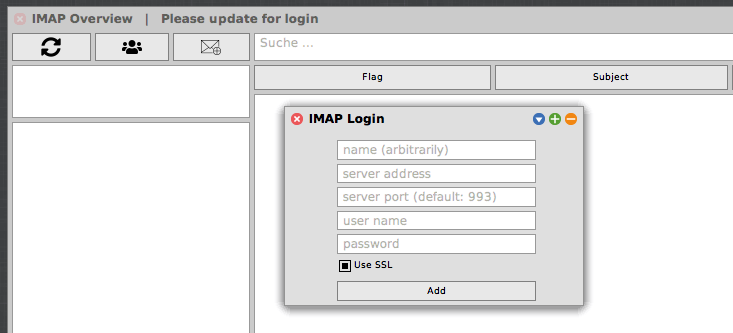 IMAP Overview | Please update for login
Suche ...
Flag Subject
IMAP Login
name (arbitrarily)
server address
server port (default: 993)
user name
password
Use SSL
Add